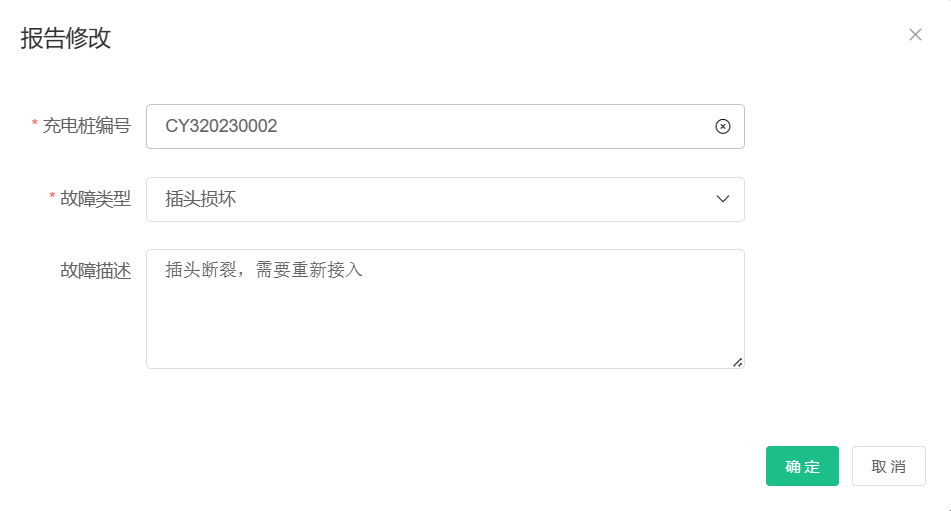 报告修改
* 充电桩编号 CY320230002
* 故障类型 插头损坏
故障描述 插头断裂，需要重新接入
确定 取消